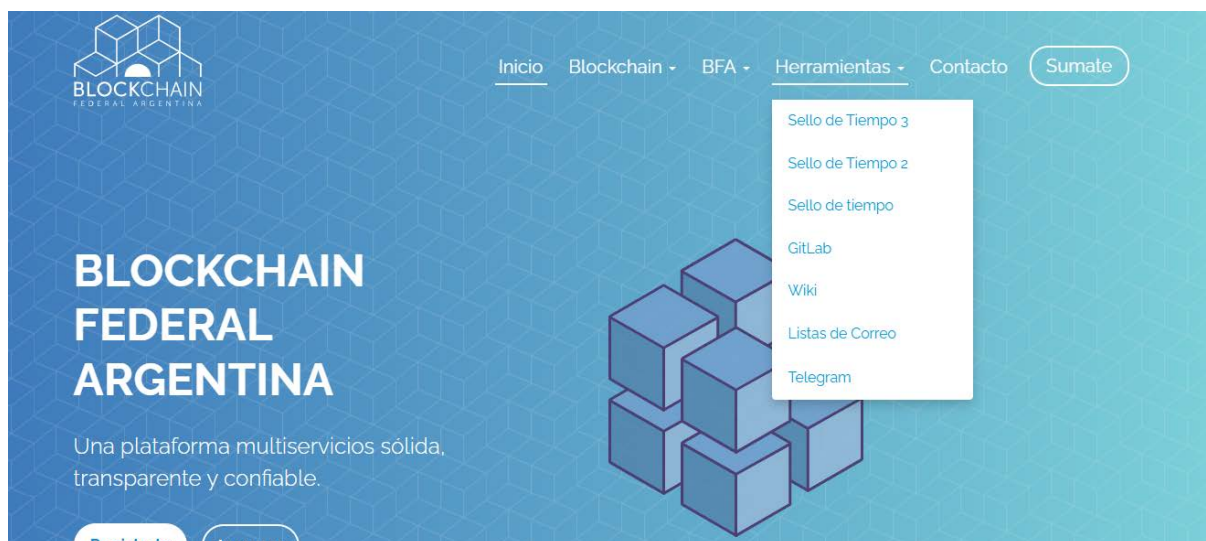 BLOCKCHAIN
FEDERAL ARGENTINA
Inicio Blockchain BFA Herramientas Contacto Sumate
Sello de Tiempo 3
Sello de Tiempo 2
Sello de tiempo
GitLab
Wiki
Listas de Correo
Telegram
BLOCKCHAIN
FEDERAL
ARGENTINA
Una plataforma multiservicios sólida,
transparente y confiable.